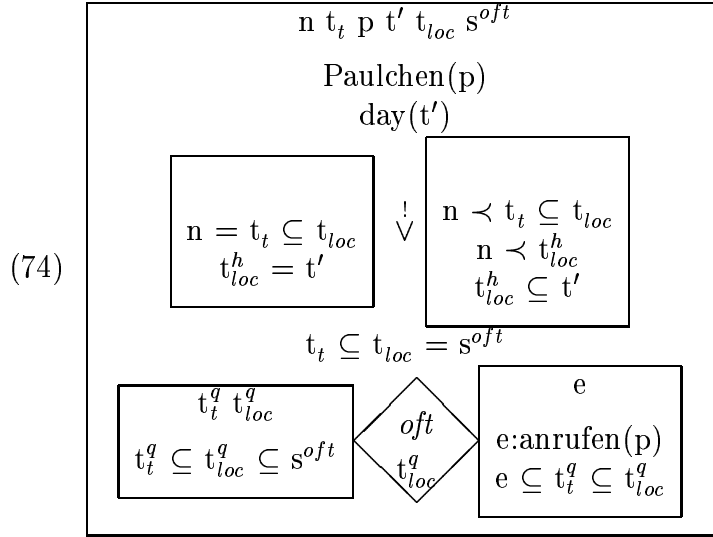 n t_t p t′ t_loc s^oft
Paulchen(p)
day(t′)
n = t_t ⊆ t_loc
t^h_loc = t′
!
∨
n ≺ t_t ⊆ t_loc
n ≺ t^h_loc
t^h_loc ⊆ t′
(74)
t_t ⊆ t_loc = s^oft
t^q_t t^q_loc
t^q_t ⊆ t^q_loc ⊆ s^oft
oft
t^q_loc
e
e:anrufen(p)
e ⊆ t^q_t ⊆ t^q_loc